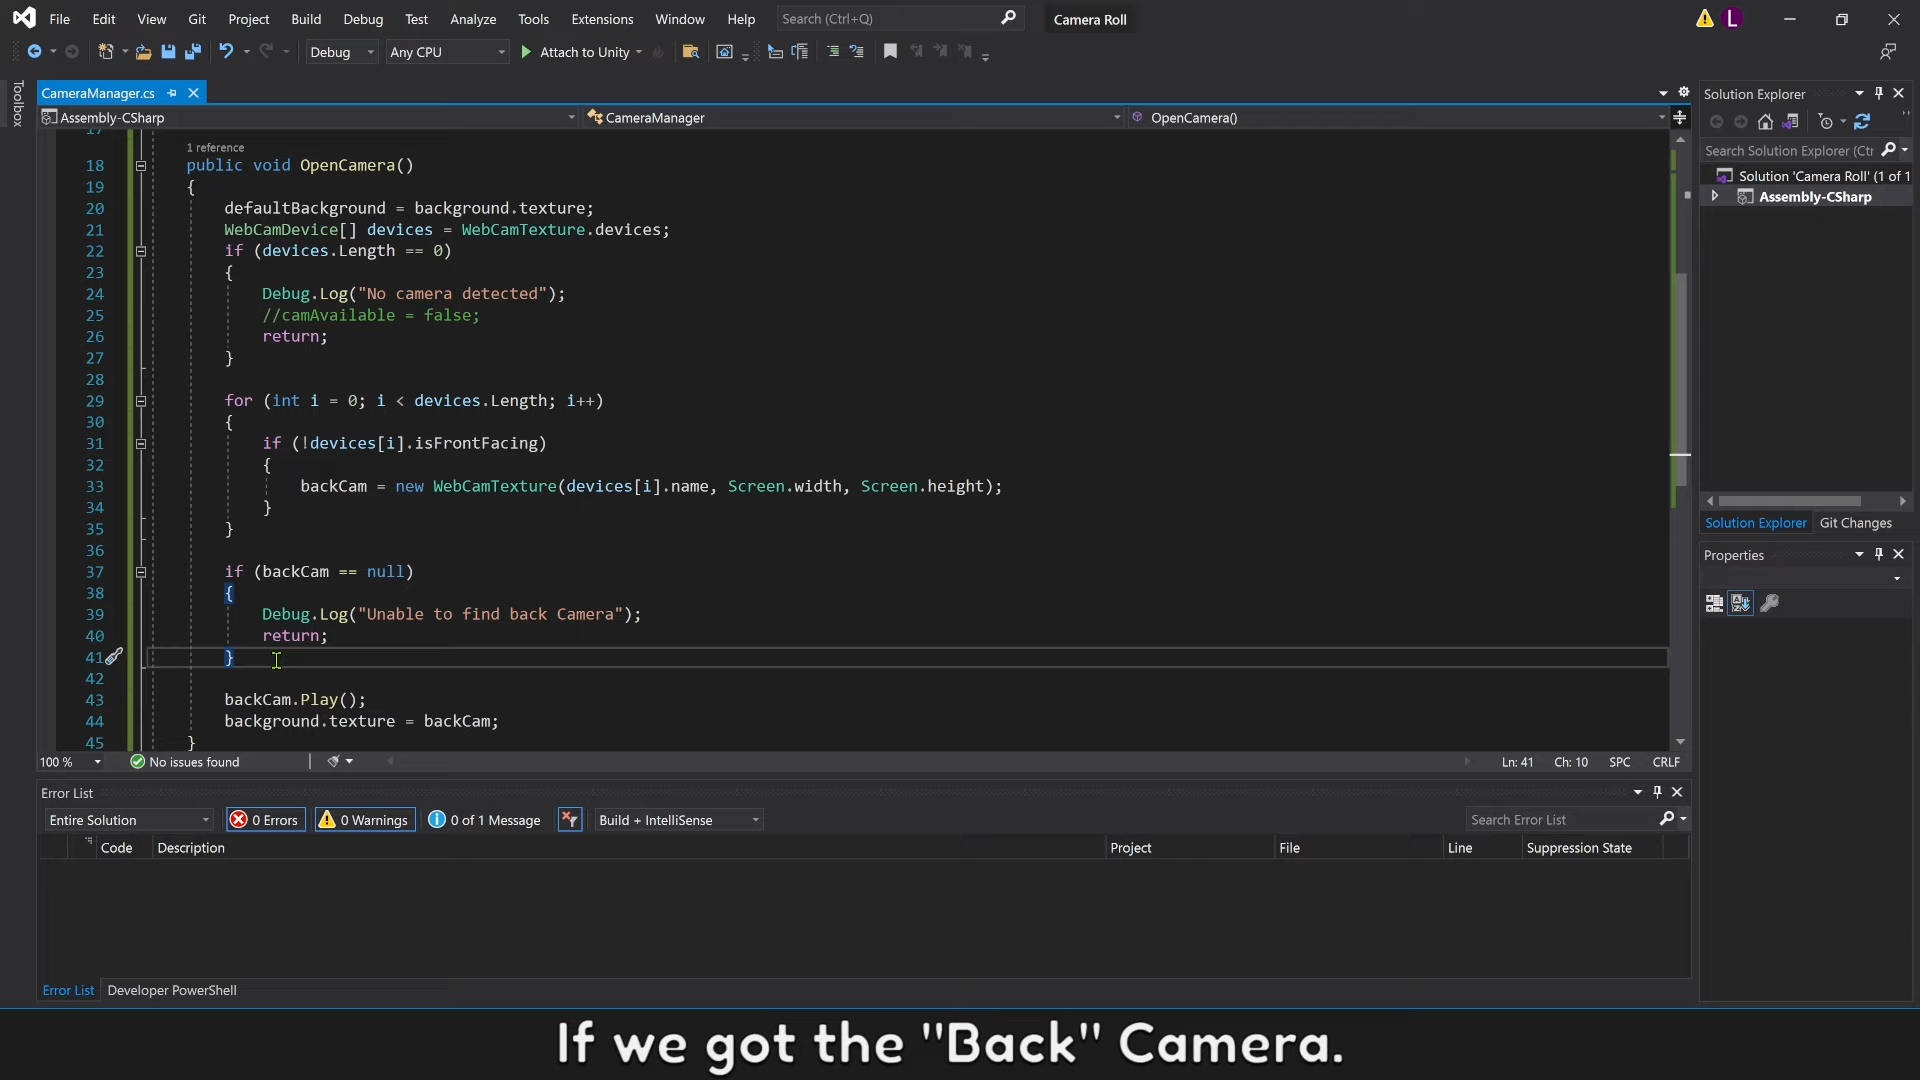 File Edit View Git Project Build Debug Test Analyze Tools Extensions Window Help Search (Ctrl+Q) Camera Roll L
Debug Any CPU Attach to Unity
Toolbox
CameraManager.cs
Assembly-CSharp CameraManager OpenCamera()
17
1 reference
18 public void OpenCamera()
19 {
20 defaultBackground = background.texture;
21 WebCamDevice[] devices = WebCamTexture.devices;
22 if (devices.Length == 0)
23 {
24 Debug.Log("No camera detected");
25 //camAvailable = false;
26 return;
27 }
28
29 for (int i = 0; i < devices.Length; i++)
30 {
31 if (!devices[i].isFrontFacing)
32 {
33 backCam = new WebCamTexture(devices[i].name, Screen.width, Screen.height);
34 }
35 }
36
37 if (backCam == null)
38 {
39 Debug.Log("Unable to find back Camera");
40 return;
41 }
42
43 backCam.Play();
44 background.texture = backCam;
45 }
100 % No issues found Ln: 41 Ch: 10 SPC CRLF
Solution Explorer
Search Solution Explorer (Ctr
Solution 'Camera Roll' (1 of 1
Assembly-CSharp
Solution Explorer Git Changes
Properties
Error List
Entire Solution 0 Errors 0 Warnings 0 of 1 Message Build + IntelliSense Search Error List
Code Description Project File Line Suppression State
Error List Developer PowerShell
If we got the "Back" Camera.